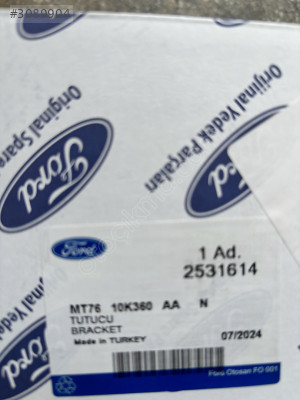 #3089904
Ford
Orijinal Yedek Parçaları
Original Spare
Ford
Ford
1 Ad.
2531614
MT76 10K360 AA N
TUTUCU
BRACKET
Made in TURKEY
07/2024
Ford Otosan FO 001